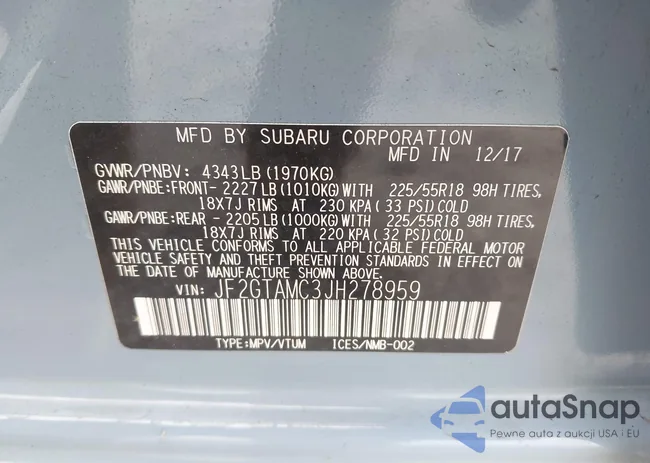 MFD BY SUBARU CORPORATION
MFD IN 12/17
GVWR/PNBV: 4343LB(1970KG)
GAWR/PNBE:FRONT- 2227LB(1010KG)WITH 225/55R18 98H TIRES,
18X7J RIMS AT 230 KPA(33 PSI)COLD
GAWR/PNBE:REAR - 2205LB(1000KG)WITH 225/55R18 98H TIRES,
18X7J RIMS AT 220 KPA(32 PSI)COLD
THIS VEHICLE CONFORMS TO ALL APPLICABLE FEDERAL MOTOR
VEHICLE SAFETY AND THEFT PREVENTION STANDARDS IN EFFECT
ON THE DATE OF MANUFACTURE SHOWN ABOVE.
VIN: JF2GTAMC3JH278959
TYPE:MPV/VTUM ICES/NMB-002
autoSnap
Pewne auta z aukcji USA i EU